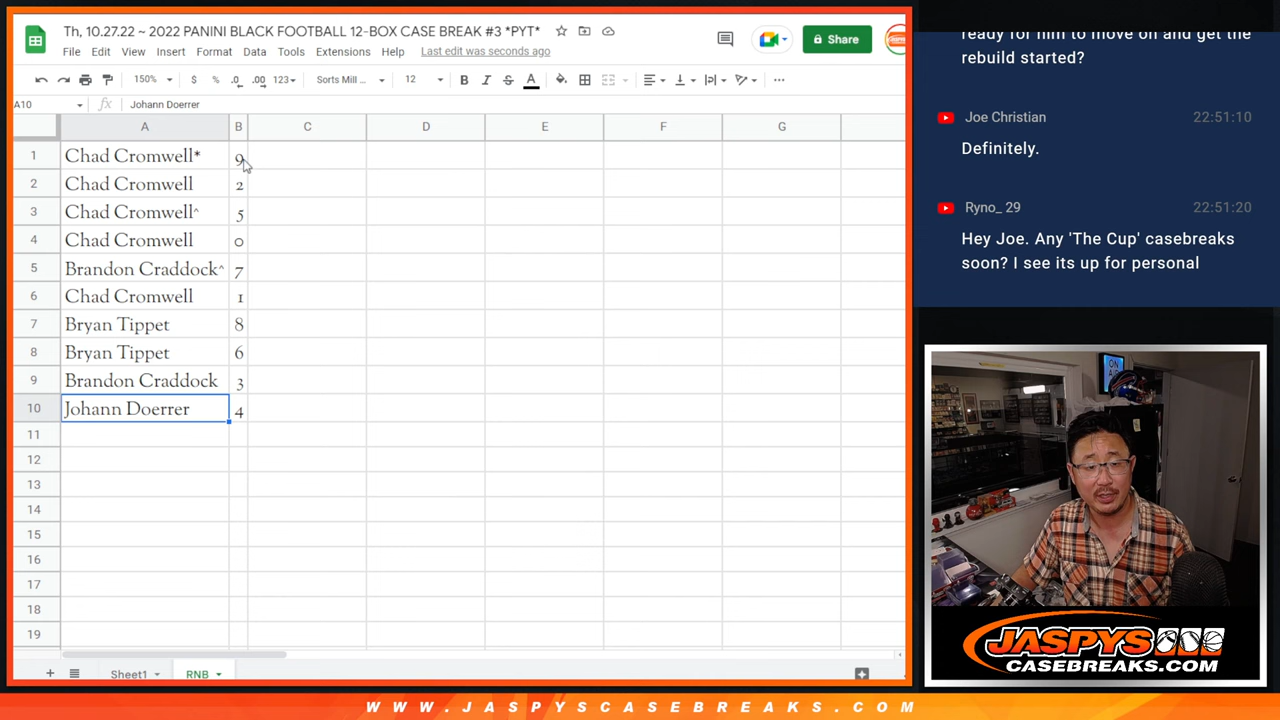 Th, 10.27.22 ~ 2022 PANINI BLACK FOOTBALL 12-BOX CASE BREAK #3 *PYT*
File Edit View Insert Format Data Tools Extensions Help Last edit was seconds ago
Share
150% $ % .0 .00 123 Sorts Mill ... 12 B I S A
A10 fx Johann Doerrer
A B C D E F G
1 Chad Cromwell* 9
2 Chad Cromwell 2
3 Chad Cromwell^ 5
4 Chad Cromwell 0
5 Brandon Craddock^ 7
6 Chad Cromwell 1
7 Bryan Tippet 8
8 Bryan Tippet 6
9 Brandon Craddock 3
10 Johann Doerrer 4
11
12
13
14
15
16
17
18
19
Sheet1 RNB
ready for him to move on and get the
rebuild started?
Joe Christian 22:51:10
Definitely.
Ryno_ 29 22:51:20
Hey Joe. Any 'The Cup' casebreaks
soon? I see its up for personal
ON
AIR
JASPYS
CASEBREAKS.COM
WWW.JASPYSCASEBREAKS.COM